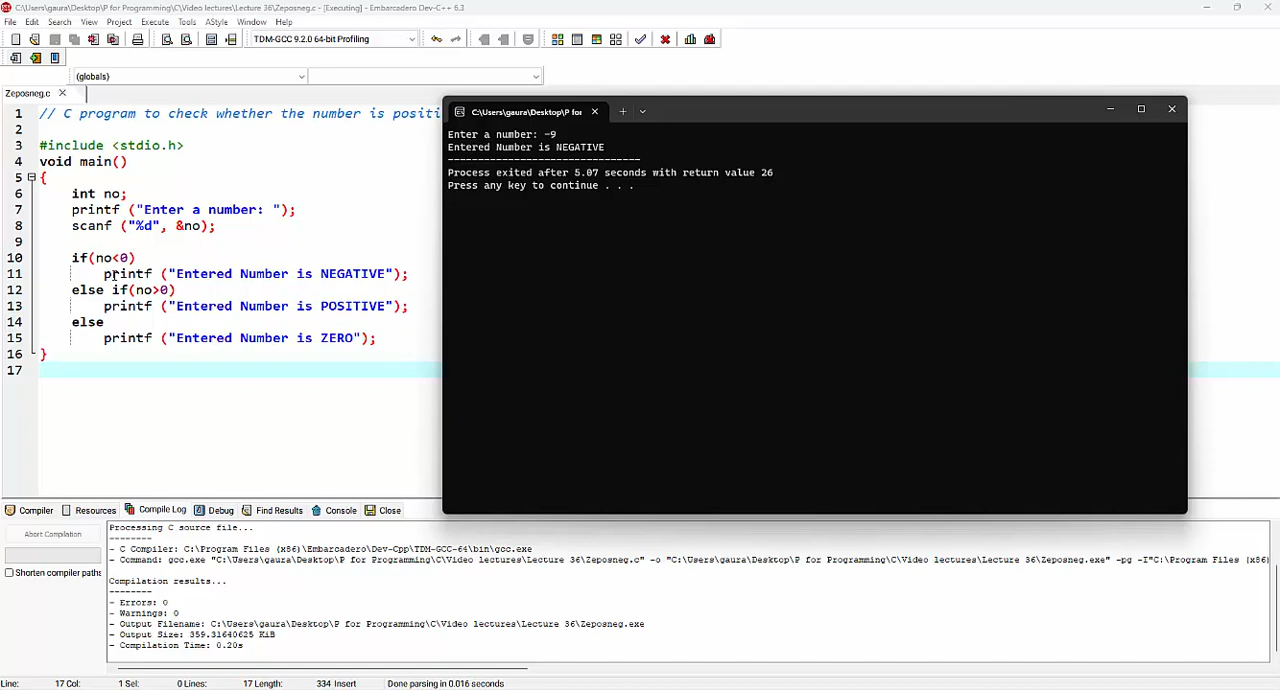 C:\Users\gaura\Desktop\P for Programming\C\Video lectures\Lecture 36\Zeposneg.c - [Executing] - Embarcadero Dev-C++ 6.3
File Edit Search View Project Execute Tools AStyle Window Help
TDM-GCC 9.2.0 64-bit Profiling
(globals)
Zeposneg.c
1 // C program to check whether the number is positi
2
3 #include <stdio.h>
4 void main()
5 {
6 int no;
7 printf ("Enter a number: ");
8 scanf ("%d", &no);
9
10 if(no<0)
11 printf ("Entered Number is NEGATIVE");
12 else if(no>0)
13 printf ("Entered Number is POSITIVE");
14 else
15 printf ("Entered Number is ZERO");
16 }
17
C:\Users\gaura\Desktop\P for
Enter a number: -9
Entered Number is NEGATIVE
--------------------------------
Process exited after 5.07 seconds with return value 26
Press any key to continue . . .
Compiler Resources Compile Log Debug Find Results Console Close
Abort Compilation
Shorten compiler paths
Processing C source file...
--------
- C Compiler: C:\Program Files (x86)\Embarcadero\Dev-Cpp\TDM-GCC-64\bin\gcc.exe
- Command: gcc.exe "C:\Users\gaura\Desktop\P for Programming\C\Video lectures\Lecture 36\Zeposneg.c" -o "C:\Users\gaura\Desktop\P for Programming\C\Video lectures\Lecture 36\Zeposneg.exe" -pg -I"C:\Program Files (x86)
Compilation results...
--------
- Errors: 0
- Warnings: 0
- Output Filename: C:\Users\gaura\Desktop\P for Programming\C\Video lectures\Lecture 36\Zeposneg.exe
- Output Size: 359.31640625 KiB
- Compilation Time: 0.20s
Line: 17 Col: 1 Sel: 0 Lines: 17 Length: 334 Insert Done parsing in 0.016 seconds